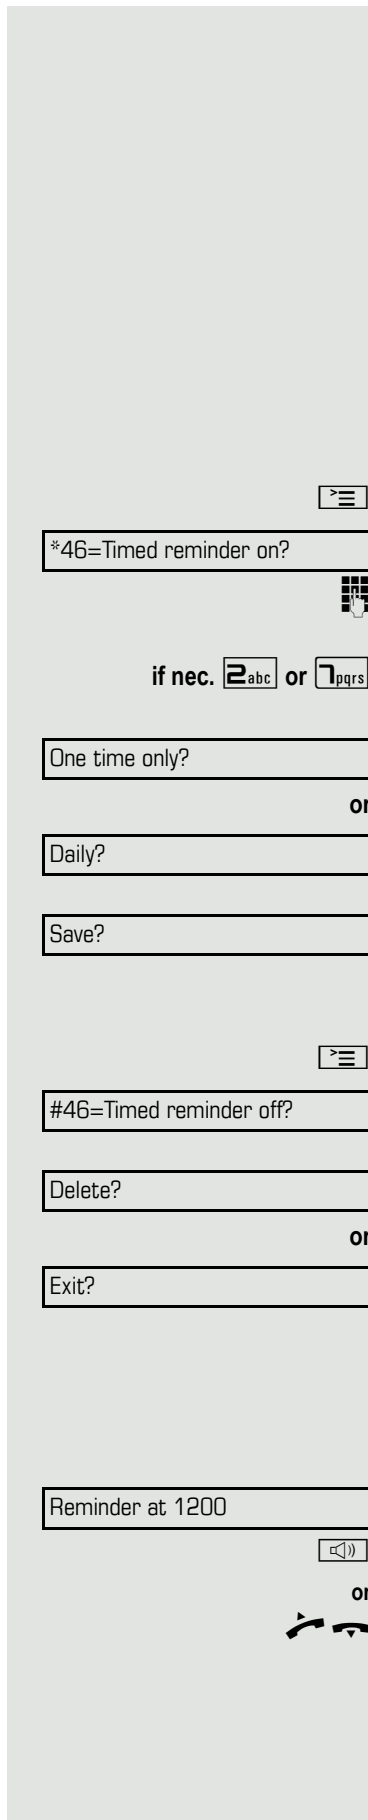 *46=Timed reminder on?
if nec. 2abc or 7pqrs
One time only?
or
Daily?
Save?
#46=Timed reminder off?
Delete?
or
Exit?
Reminder at 1200
or